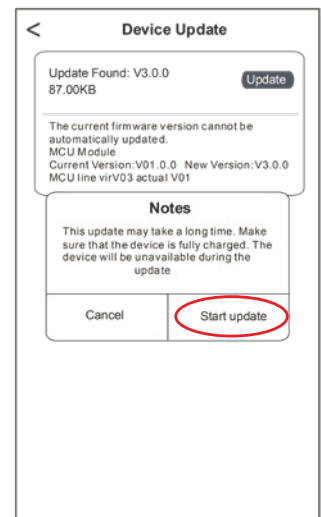 < Device Update
Update Found: V3.0.0
87.00KB
Update
The current firmware version cannot be
automatically updated.
MCU Module
Current Version:V01.0.0 New Version:V3.0.0
MCU line virV03 actual V01
Notes
This update may take a long time. Make
sure that the device is fully charged. The
device will be unavailable during the
update
Cancel
Start update